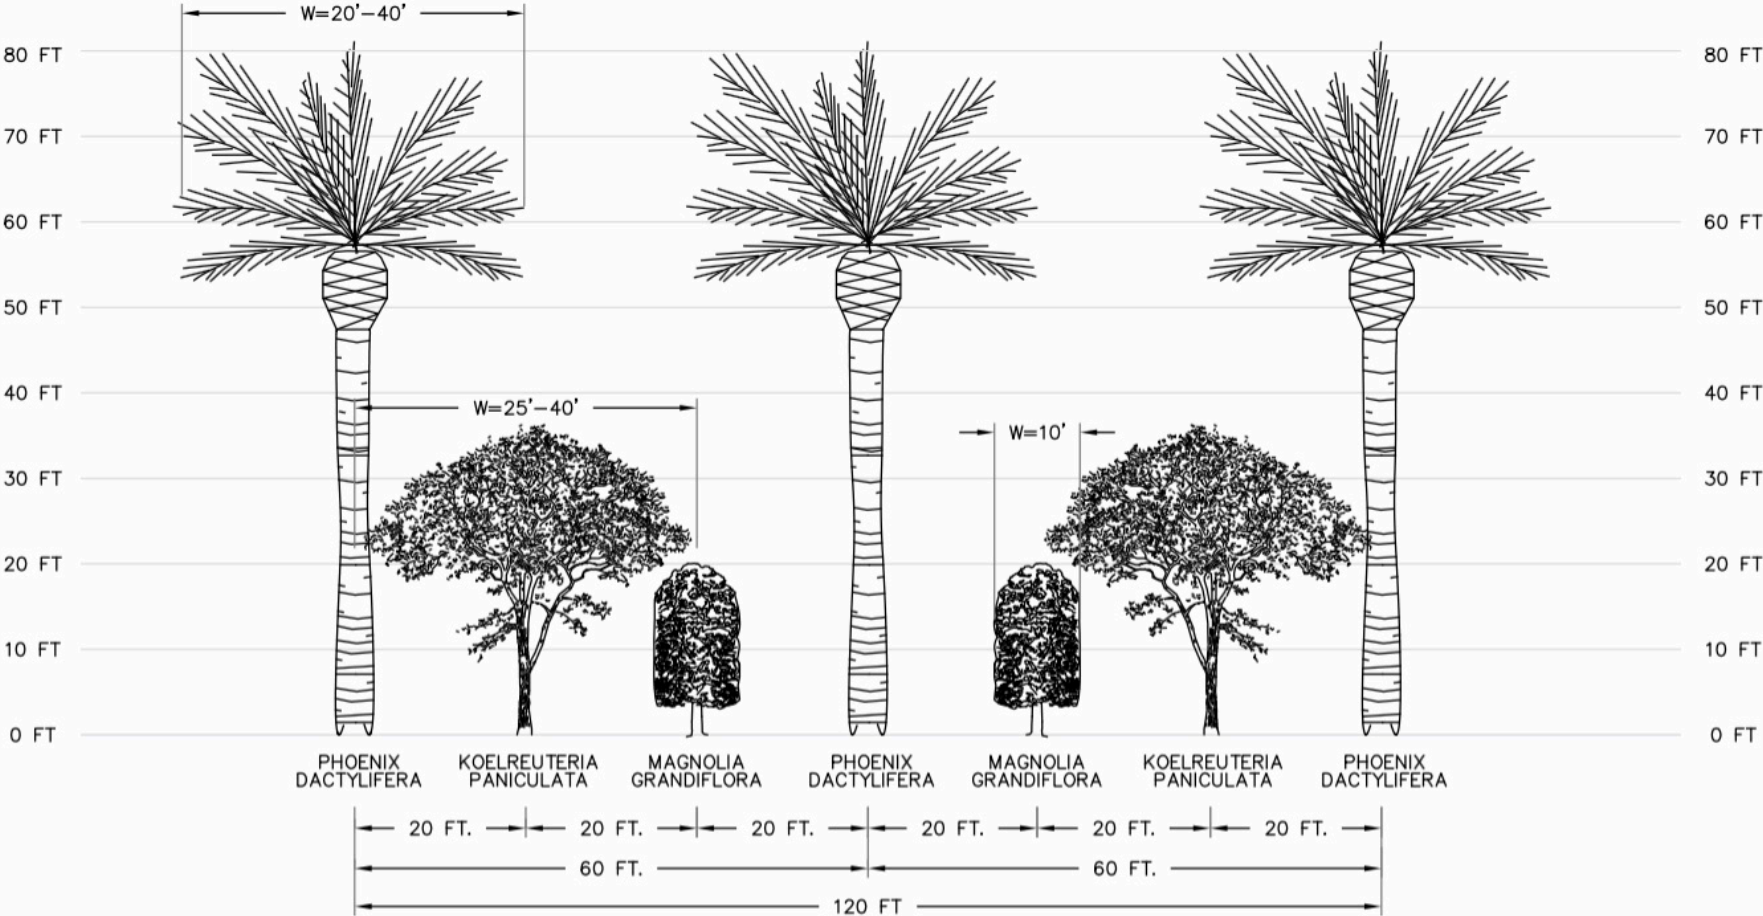 W=20'-40'
80 FT 80 FT
70 FT 70 FT
60 FT 60 FT
50 FT 50 FT
40 FT 40 FT
W=25'-40'
W=10'
30 FT 30 FT
20 FT 20 FT
10 FT 10 FT
0 FT 0 FT
PHOENIX KOELREUTERIA MAGNOLIA PHOENIX MAGNOLIA KOELREUTERIA PHOENIX
DACTYLIFERA PANICULATA GRANDIFLORA DACTYLIFERA GRANDIFLORA PANICULATA DACTYLIFERA
20 FT. 20 FT. 20 FT. 20 FT. 20 FT. 20 FT.
60 FT. 60 FT.
120 FT